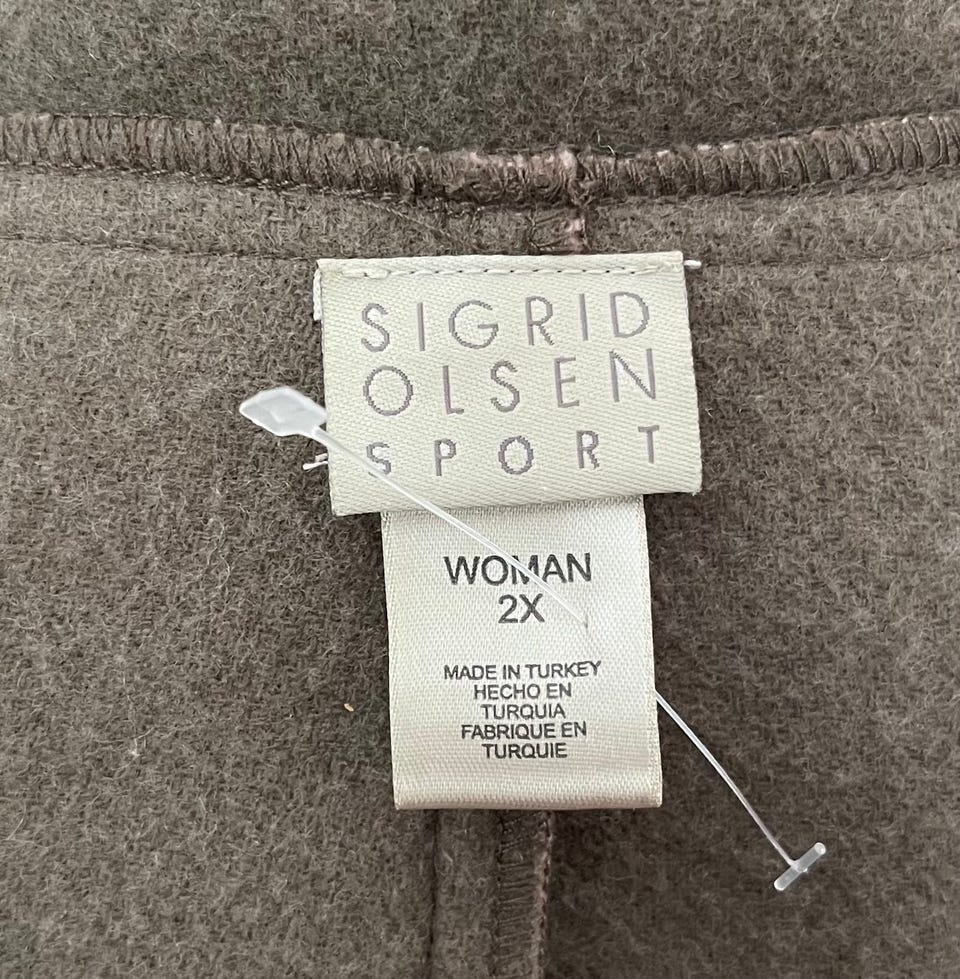 SIGRID
OLSEN
SPORT
WOMAN
2X
MADE IN TURKEY
HECHO EN
TURQUIA
FABRIQUE EN
TURQUIE